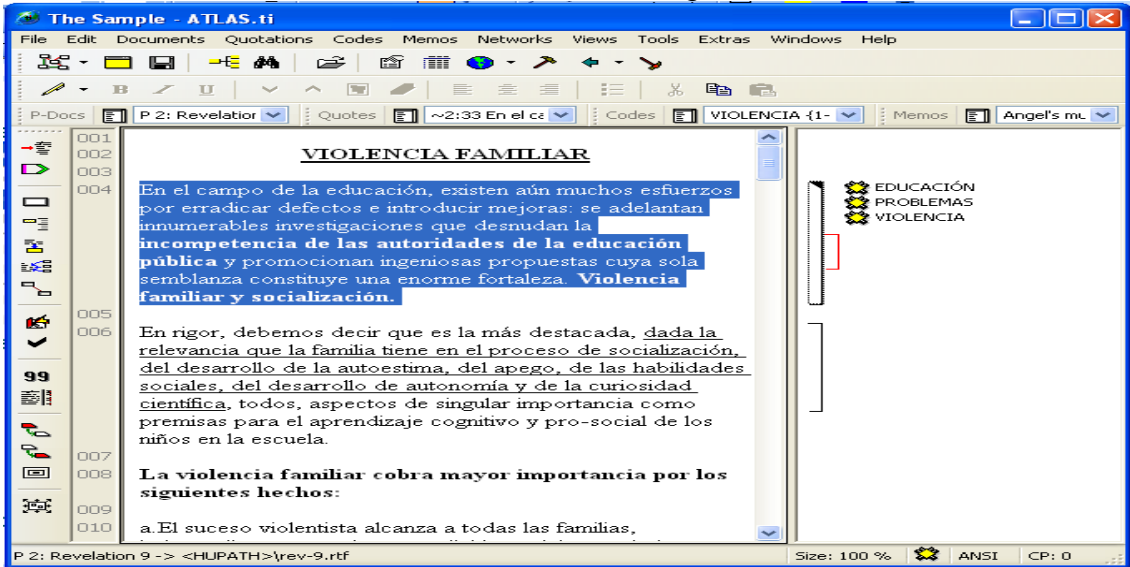 The Sample - ATLAS.ti
File Edit Documents Quotations Codes Memos Networks Views Tools Extras Windows Help
B U
P-Docs P 2: Revelation Quotes ~2:33 En el ca Codes VIOLENCIA {1- Memos Angel's mu
001
002 VIOLENCIA FAMILIAR
003
004 En el campo de la educación, existen aún muchos esfuerzos EDUCACIÓN
por erradicar defectos e introducir mejoras: se adelantan PROBLEMAS
innumerables investigaciones que desnudan la VIOLENCIA
incompetencia de las autoridades de la educación
pública y promocionan ingeniosas propuestas cuya sola
semblanza constituye una enorme fortaleza. Violencia
familiar y socialización.
005
006 En rigor, debemos decir que es la más destacada, dada la
relevancia que la familia tiene en el proceso de socialización,
del desarrollo de la autoestima, del apego, de las habilidades
sociales, del desarrollo de autonomía y de la curiosidad
científica, todos, aspectos de singular importancia como
premisas para el aprendizaje cognitivo y pro-social de los
niños en la escuela.
007
008 La violencia familiar cobra mayor importancia por los
siguientes hechos:
009
010 a.El suceso violentista alcanza a todas las familias,
P 2: Revelation 9 -> <HUPATH>\rev-9.rtf Size: 100 % ANSI CP: 0